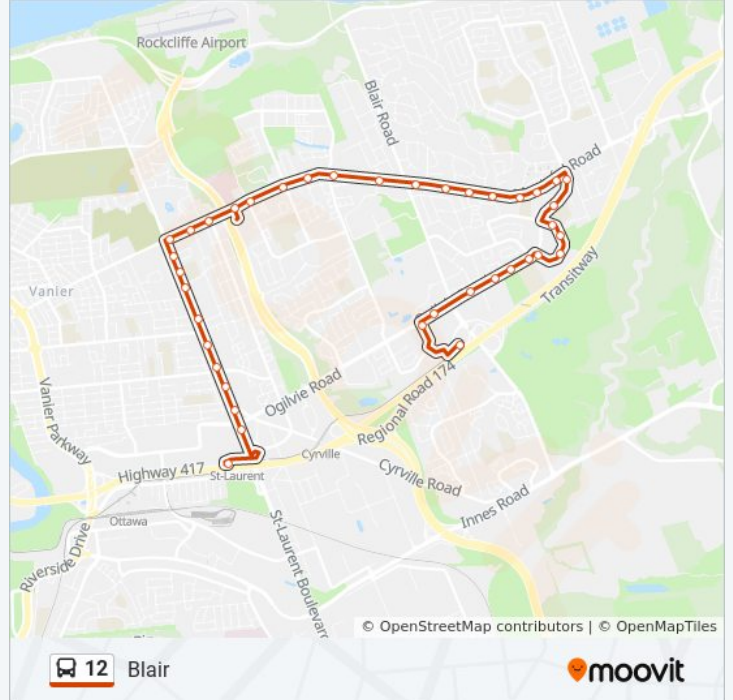 Rockcliffe Airport
Blair Road
Road
Vanier
Transitway
Ogilvie Road
Regional Road 174
Vanier Parkway
Cyrville
Highway 417
St-Laurent
Cyrville Road
Innes Road
Ottawa
Riverside Drive
St-Laurent Boulevard
© OpenStreetMap contributors | © OpenMapTiles
12 Blair
moovit